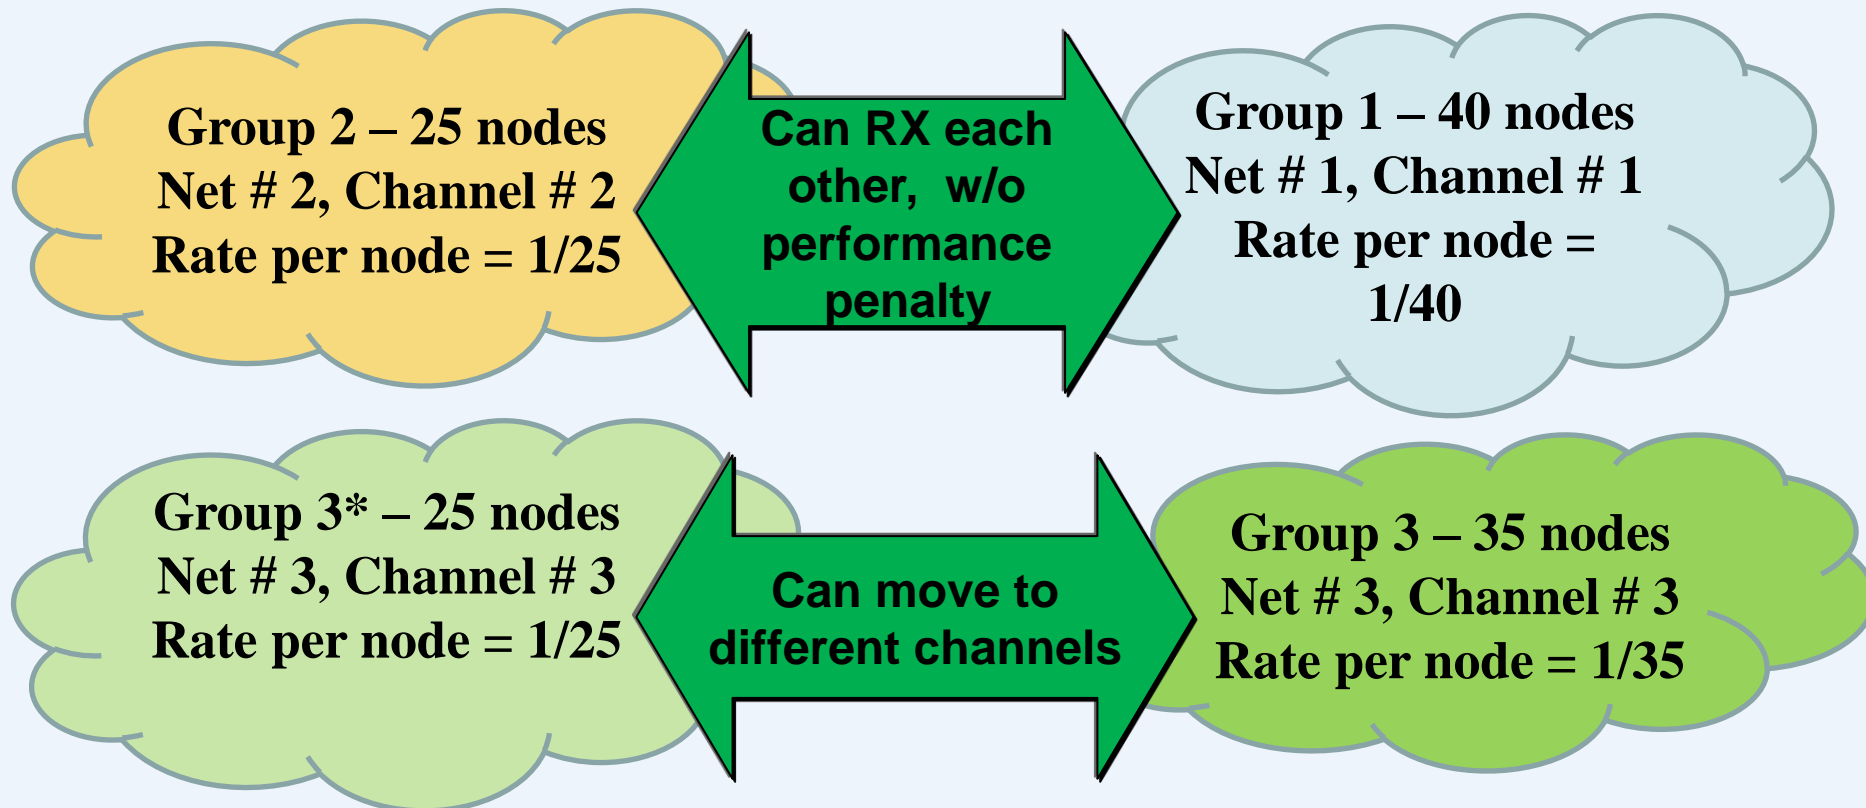 Group 2 – 25 nodes
Net # 2, Channel # 2
Rate per node = 1/25
Can RX each
other,  w/o
performance
penalty
Group 1 – 40 nodes
Net # 1, Channel # 1
Rate per node =
1/40
Group 3* – 25 nodes
Net # 3, Channel # 3
Rate per node = 1/25
Can move to
different channels
Group 3 – 35 nodes
Net # 3, Channel # 3
Rate per node = 1/35